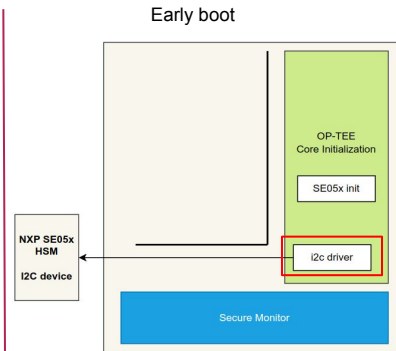 Early boot
OP-TEE
Core Initialization
SE05x init
NXP SE05x
HSM
I2C device
i2c driver
Secure Monitor